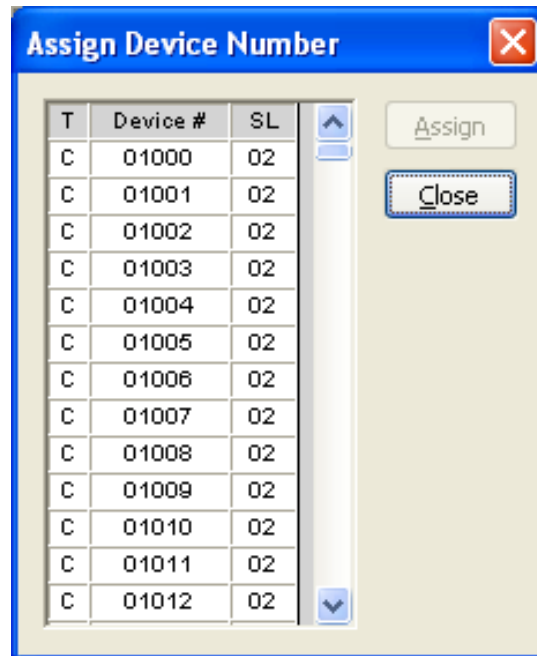 Assign Device Number
T Device # SL
C 01000 02
C 01001 02
C 01002 02
C 01003 02
C 01004 02
C 01005 02
C 01006 02
C 01007 02
C 01008 02
C 01009 02
C 01010 02
C 01011 02
C 01012 02
Assign
Close